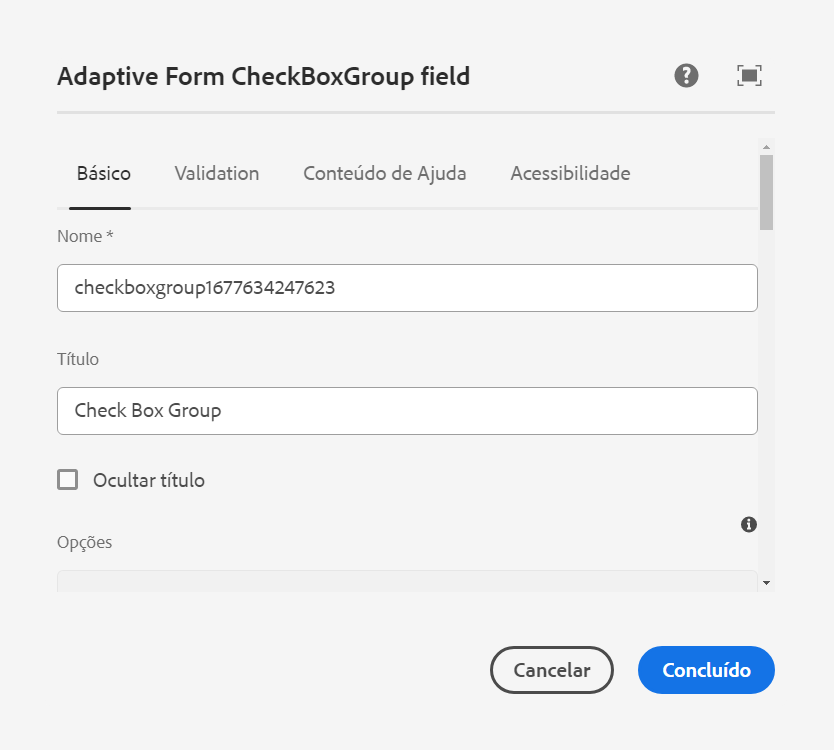 Adaptive Form CheckBoxGroup field
Básico Validation Conteúdo de Ajuda Acessibilidade
Nome *
checkboxgroup1677634247623
Título
Check Box Group
Ocultar título
Opções
Cancelar Concluído